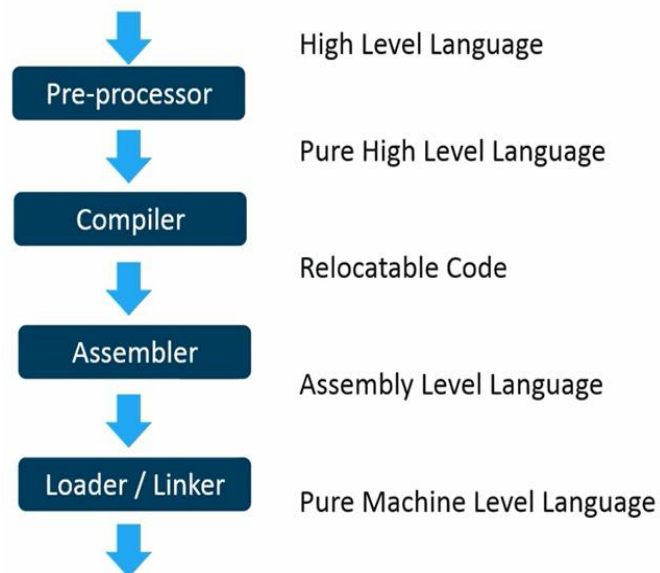 High Level Language
Pre-processor
Pure High Level Language
Compiler
Relocatable Code
Assembler
Assembly Level Language
Loader / Linker
Pure Machine Level Language